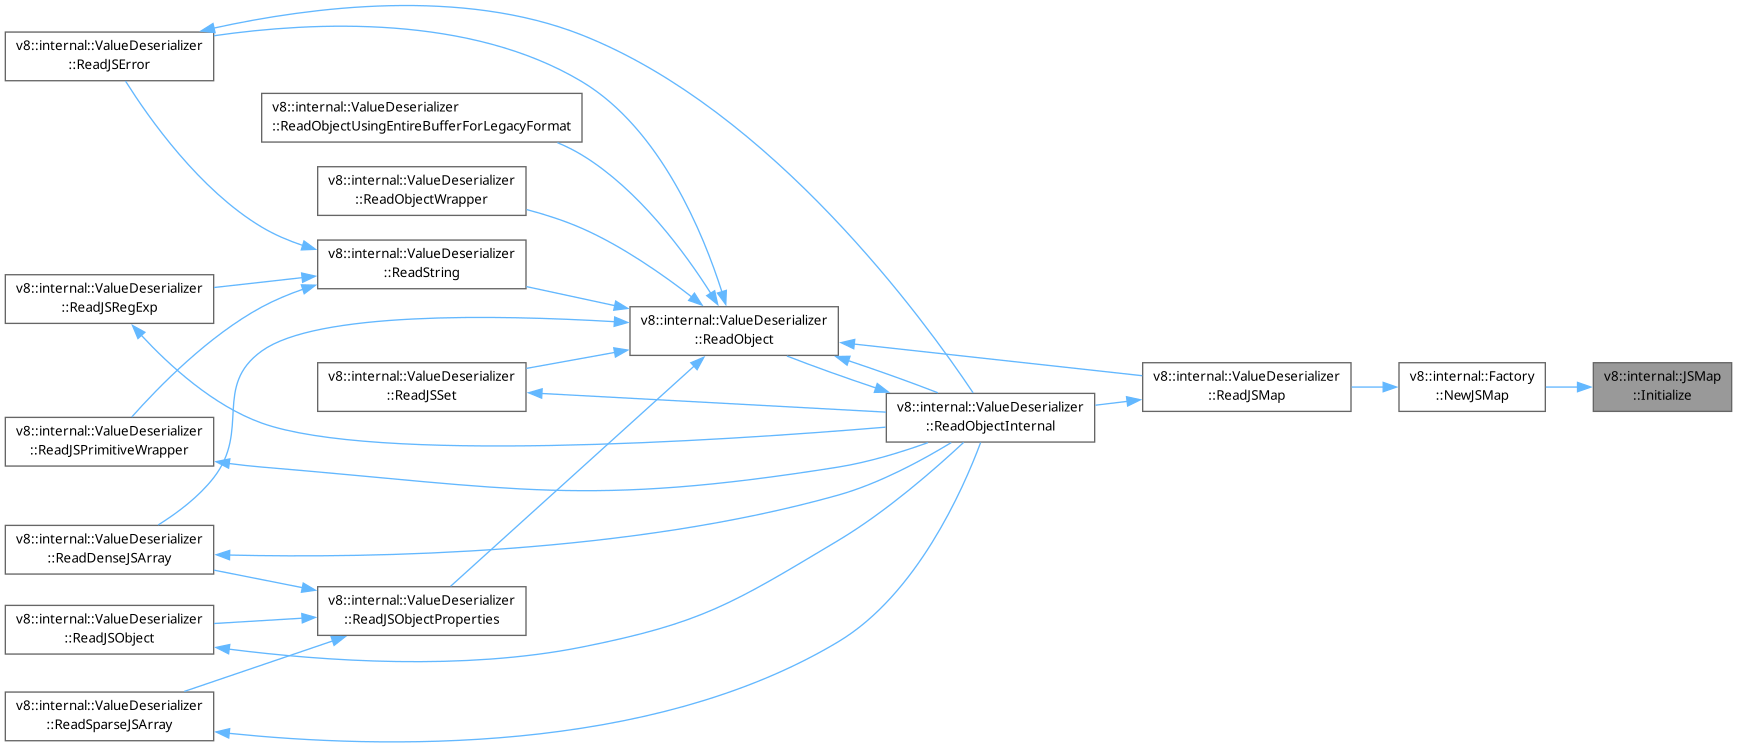 v8::internal::ValueDeserializer
::ReadJSError
v8::internal::ValueDeserializer
::ReadObjectUsingEntireBufferForLegacyFormat
v8::internal::ValueDeserializer
::ReadObjectWrapper
v8::internal::ValueDeserializer
::ReadString
v8::internal::ValueDeserializer
::ReadJSRegExp
v8::internal::ValueDeserializer
::ReadObject
v8::internal::ValueDeserializer
::ReadJSSet
v8::internal::ValueDeserializer
::ReadJSMap
v8::internal::Factory
::NewJSMap
v8::internal::JSMap
::Initialize
v8::internal::ValueDeserializer
::ReadObjectInternal
v8::internal::ValueDeserializer
::ReadJSPrimitiveWrapper
v8::internal::ValueDeserializer
::ReadDenseJSArray
v8::internal::ValueDeserializer
::ReadJSObjectProperties
v8::internal::ValueDeserializer
::ReadJSObject
v8::internal::ValueDeserializer
::ReadSparseJSArray